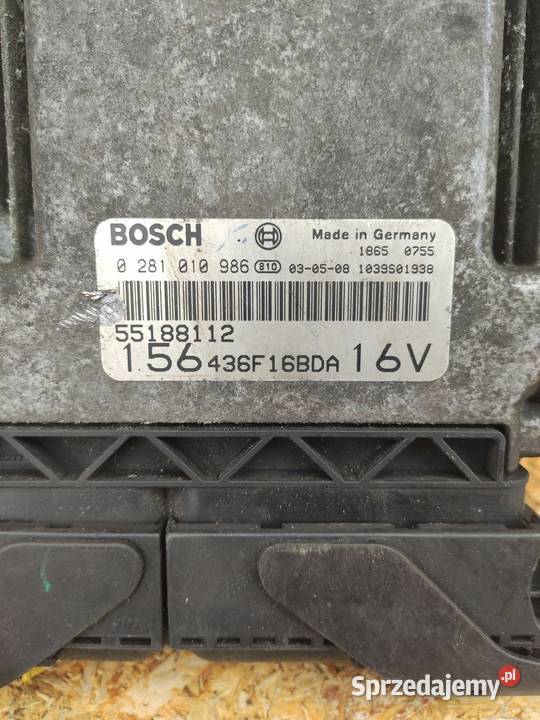 BOSCH Made in Germany
1865 0755
0 281 010 986 810 03-05-08 1039S01938
55188112
156 436F16BDA 16V
Sprzedajemy.pl